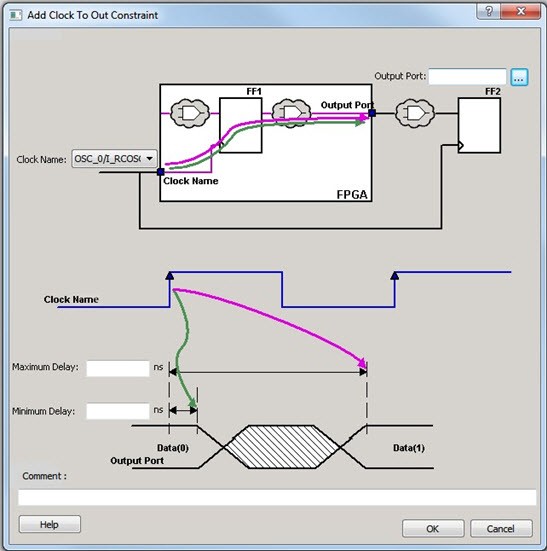 Add Clock To Out Constraint
Output Port: ...
FF1
FF2
Output Port
Clock Name: OSC_0/I_RCOSC
Clock Name
FPGA
Clock Name
Maximum Delay: ns
Minimum Delay: ns
Data(0)
Data(1)
Output Port
Comment :
Help
OK
Cancel